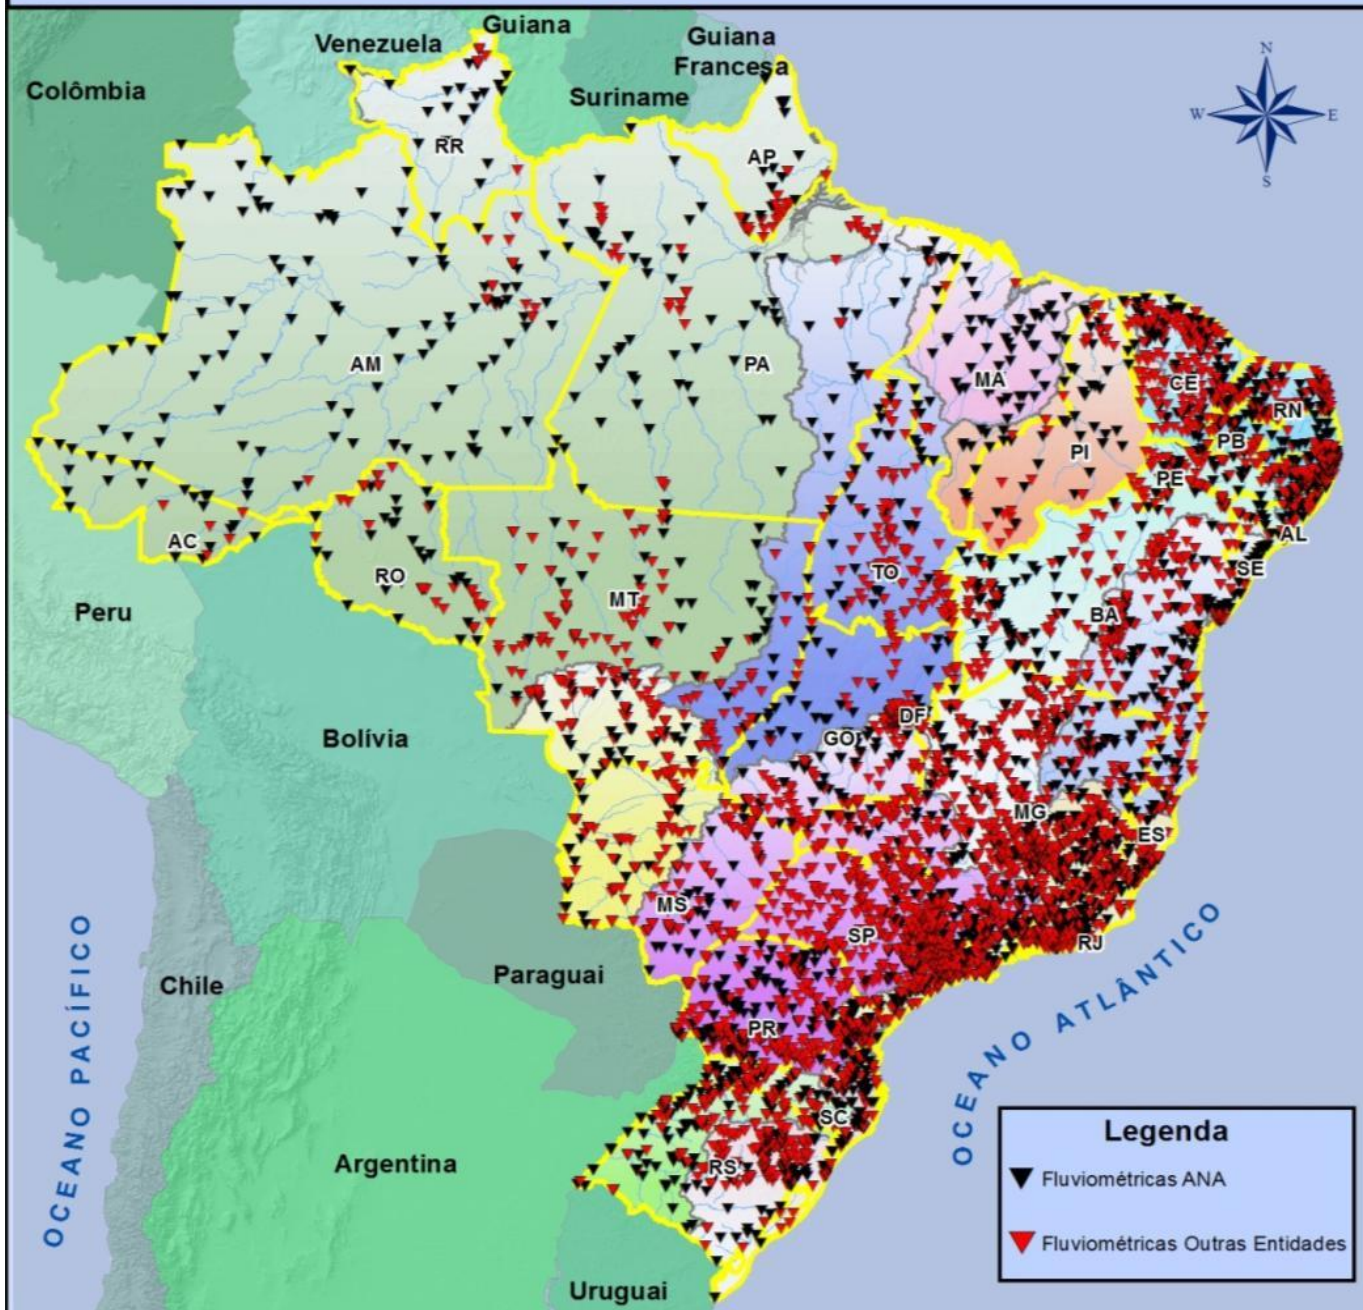 Guiana
Venezuela
Guiana
Francesa
Colômbia
Suriname
N
W
E
S
RR
AP
AM
PA
MA
CE
RN
PB
PI
PE
AL
AC
SE
RO
TO
MT
BA
Peru
DF
GO
Bolívia
MG
ES
MS
SP
RJ
Paraguai
Chile
PR
OCEANO PACÍFICO
OCEANO ATLÂNTICO
SC
RS
Argentina
Uruguai
Legenda
Fluviométricas ANA
Fluviométricas Outras Entidades